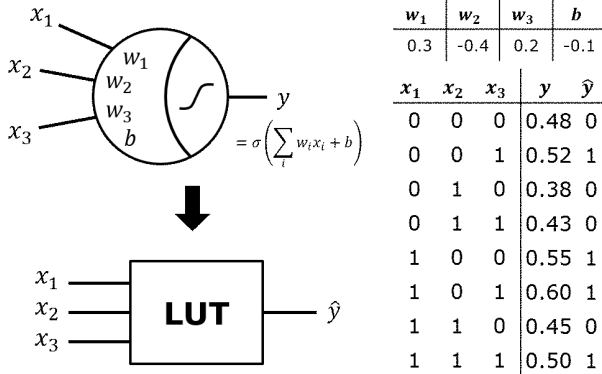 x₁
x₂
x₃
w₁
w₂
w₃
b
y
= σ(∑ᵢ wᵢxᵢ + b)
x₁
x₂
x₃
LUT
ŷ
w₁ w₂ w₃ b
0.3 -0.4 0.2 -0.1
x₁ x₂ x₃ y ŷ
0 0 0 0.48 0
0 0 1 0.52 1
0 1 0 0.38 0
0 1 1 0.43 0
1 0 0 0.55 1
1 0 1 0.60 1
1 1 0 0.45 0
1 1 1 0.50 1